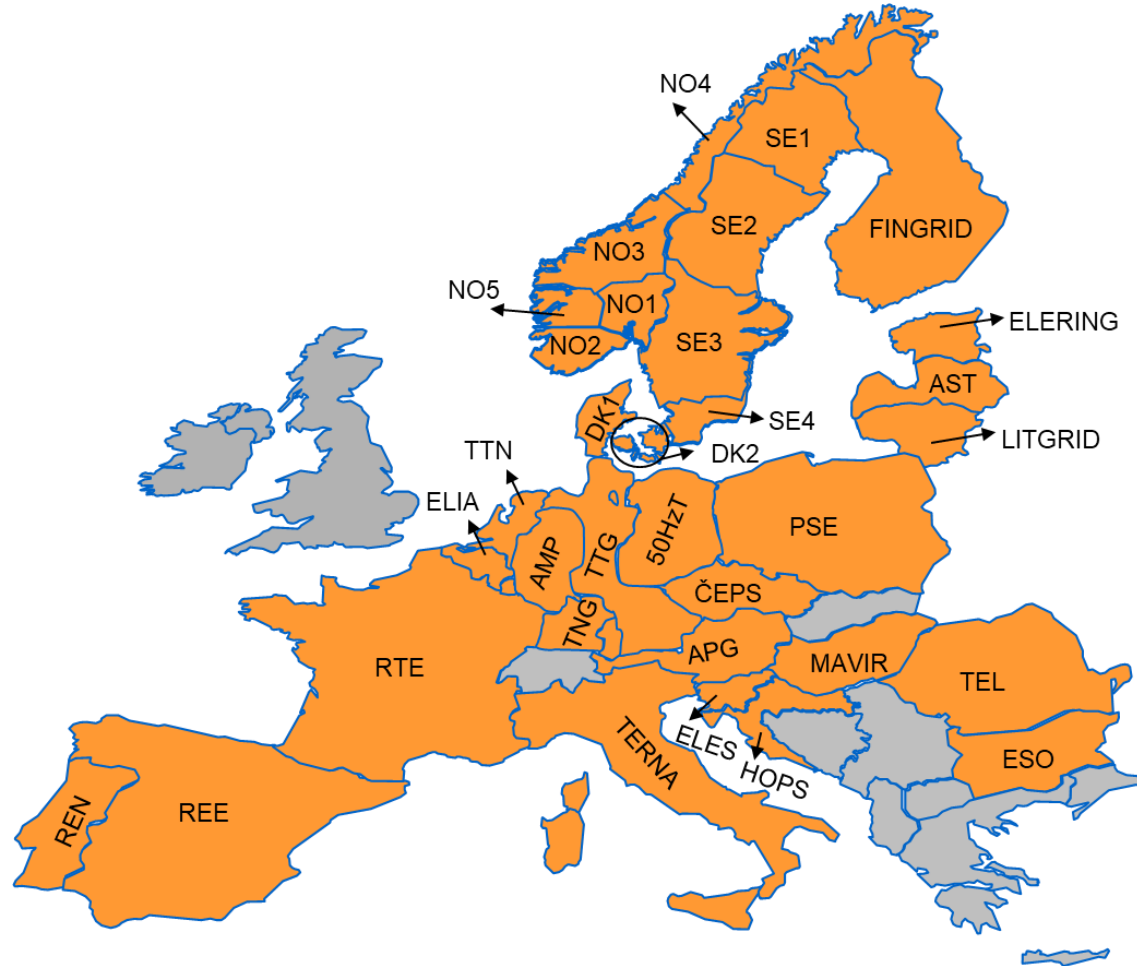 NO4
SE1
SE2
FINGRID
NO3
NO5
NO1
ELERING
NO2
SE3
AST
DK1
SE4
LITGRID
TTN
DK2
ELIA
PSE
50HzT
AMP
TTG
ČEPS
TNG
APG
MAVIR
RTE
TEL
ELES
TERNA
ESO
HOPS
REN
REE